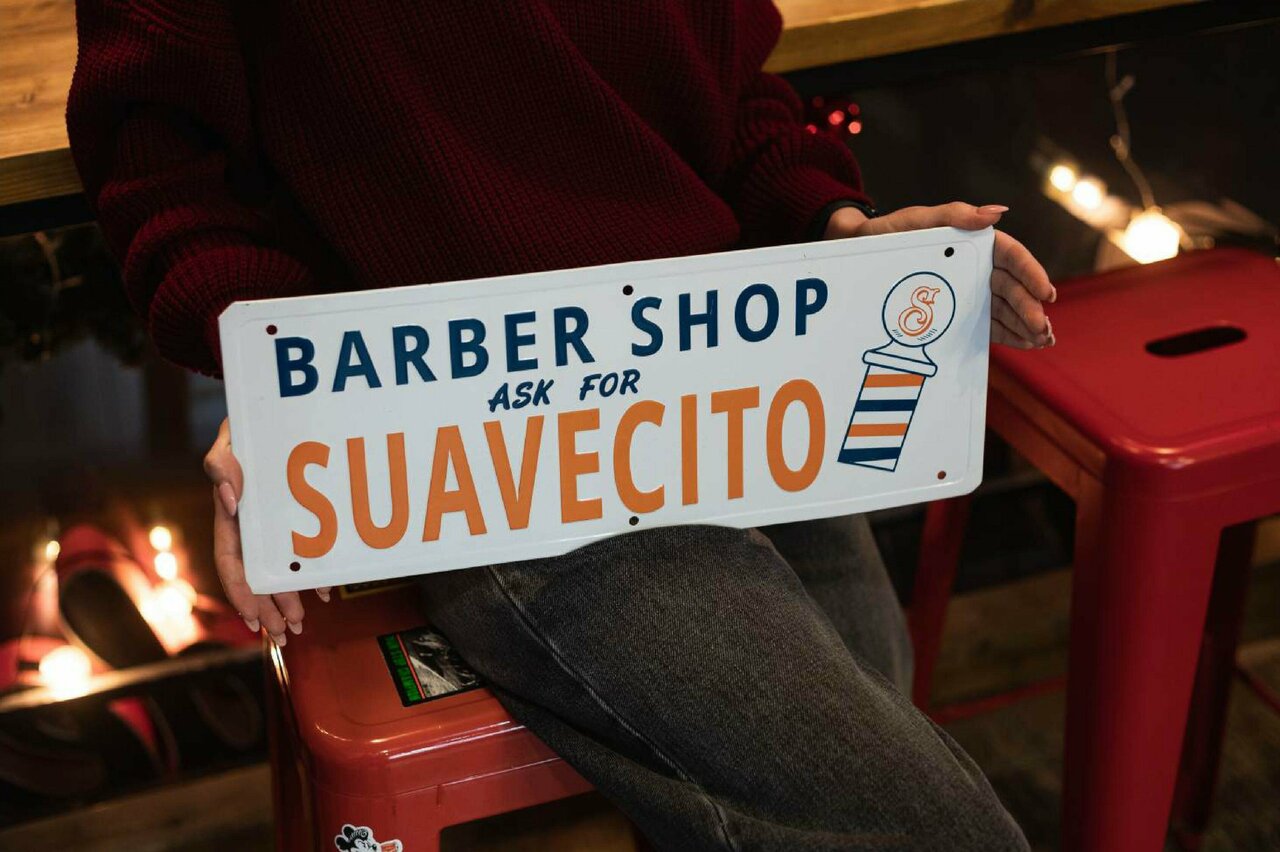 BARBER SHOP
ASK FOR
SUAVECITO
S